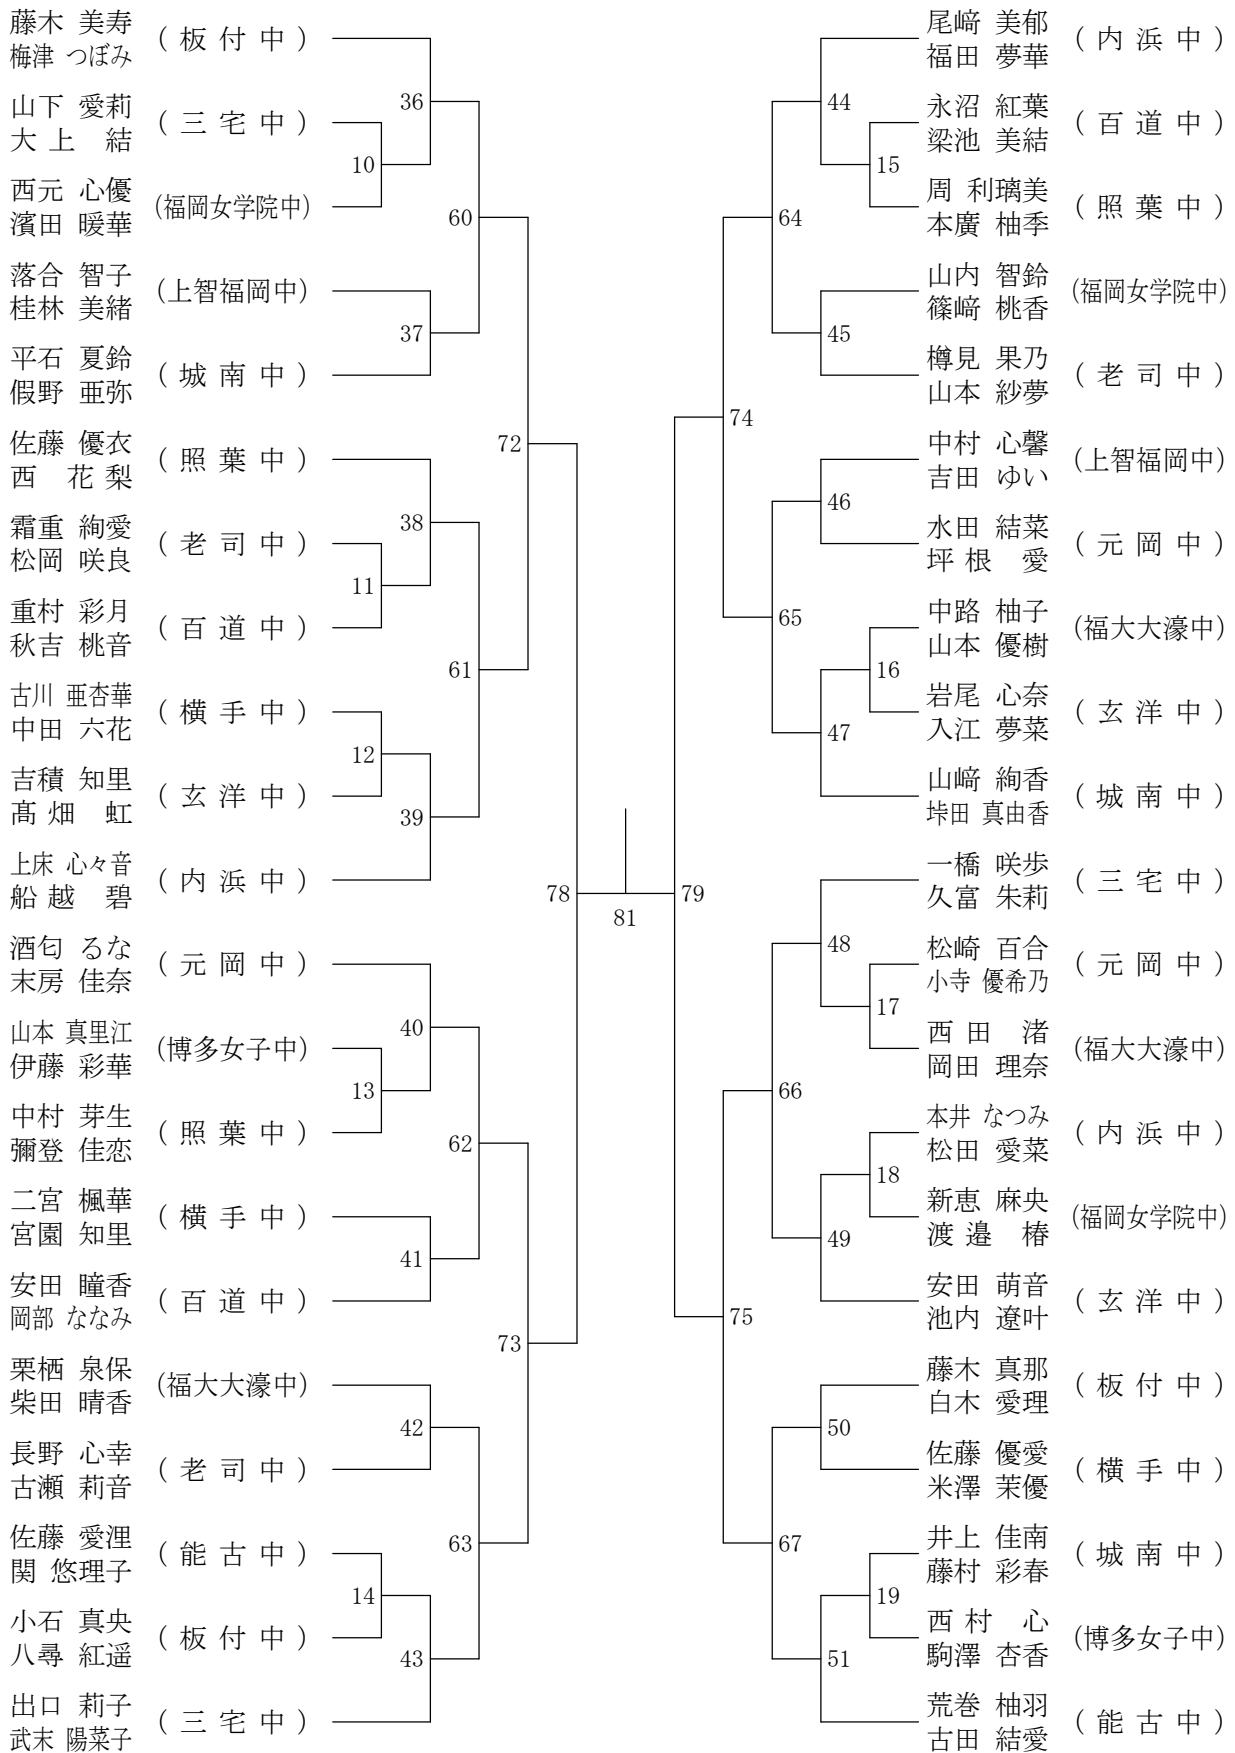 藤木 美寿
梅津 つぼみ
( 板 付 中 )
山下 愛莉
大 上 結
( 三 宅 中 )
西元 心優
濱田 暖華
(福岡女学院中)
落合 智子
桂林 美緒
(上智福岡中)
平石 夏鈴
假野 亜弥
( 城 南 中 )
佐藤 優衣
西 花 梨
( 照 葉 中 )
霜重 絢愛
松岡 咲良
( 老 司 中 )
重村 彩月
秋吉 桃音
( 百 道 中 )
古川 亜杏華
中田 六花
( 横 手 中 )
吉積 知里
髙 畑 虹
( 玄 洋 中 )
上床 心々音
船 越 碧
( 内 浜 中 )
酒匂 るな
末房 佳奈
( 元 岡 中 )
山本 真里江
伊藤 彩華
(博多女子中)
中村 芽生
彌登 佳恋
( 照 葉 中 )
二宮 楓華
宮園 知里
( 横 手 中 )
安田 瞳香
岡部 ななみ
( 百 道 中 )
栗栖 泉保
柴田 晴香
(福大大濠中)
長野 心幸
古瀬 莉音
( 老 司 中 )
佐藤 愛浬
関 悠理子
( 能 古 中 )
小石 真央
八尋 紅遥
( 板 付 中 )
出口 莉子
武末 陽菜子
( 三 宅 中 )
10
11
12
13
14
36
37
38
39
40
41
42
43
60
61
62
63
72
73
78
81
79
74
75
64
65
66
67
44
45
46
47
48
49
50
51
15
16
17
18
19
尾﨑 美郁
福田 夢華
( 内 浜 中 )
永沼 紅葉
梁池 美結
( 百 道 中 )
周 利璃美
本廣 柚季
( 照 葉 中 )
山内 智鈴
篠﨑 桃香
(福岡女学院中)
樽見 果乃
山本 紗夢
( 老 司 中 )
中村 心馨
吉田 ゆい
(上智福岡中)
水田 結菜
坪 根 愛
( 元 岡 中 )
中路 柚子
山本 優樹
(福大大濠中)
岩尾 心奈
入江 夢菜
( 玄 洋 中 )
山﨑 絢香
垰田 真由香
( 城 南 中 )
一橋 咲歩
久富 朱莉
( 三 宅 中 )
松崎 百合
小寺 優希乃
( 元 岡 中 )
西 田 渚
岡田 理奈
(福大大濠中)
本井 なつみ
松田 愛菜
( 内 浜 中 )
新恵 麻央
渡 邉 椿
(福岡女学院中)
安田 萌音
池内 遼叶
( 玄 洋 中 )
藤木 真那
白木 愛理
( 板 付 中 )
佐藤 優愛
米澤 茉優
( 横 手 中 )
井上 佳南
藤村 彩春
( 城 南 中 )
西 村 心
駒澤 杏香
(博多女子中)
荒巻 柚羽
古田 結愛
( 能 古 中 )